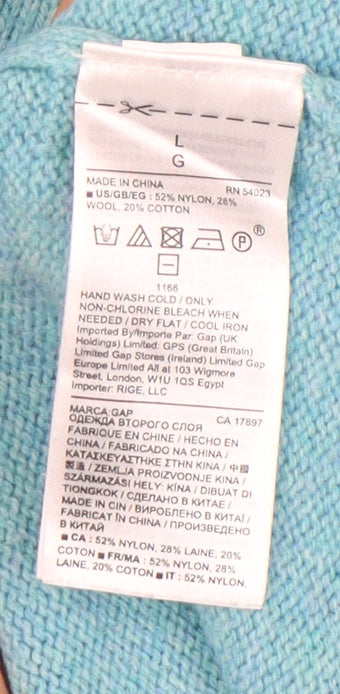 L
G
MADE IN CHINA RN 54023
■ US/GB/EG : 52% NYLON, 28%
WOOL, 20% COTTON
P ®
1166
HAND WASH COLD / ONLY
NON-CHLORINE BLEACH WHEN
NEEDED / DRY FLAT / COOL IRON
Imported By/Importe Par: Gap (UK
Holdings) Limited: GPS (Great Britain)
Limited Gap Stores (Ireland) Limited Gap
Europe Limited All at 103 Wigmore
Street, London, W1U 1QS Egypt
Importer: RIGE, LLC
MARCA:GAP CA 17897
ОДЕЖДА ВТОРОГО СЛОЯ
FABRIQUE EN CHINE / HECHO EN
CHINA / FABRICADO NA CHINA /
ΚΑΤΑΣΚΕΥΑΣΤΗΚΕ ΣΤΗΝ ΚΙΝΑ / 中國
製造 / ZEMLJA PROIZVODNJE KINA /
SZÁRMAZÁSI HELY: KÍNA / DIBUAT DI
TIONGKOK / СДЕЛАНО В КИТАЕ /
MADE IN CIN / ВИРОБЛЕНО В КИТАЇ /
FABRICAT ÎN CHINA / ПРОИЗВЕДЕНО
В КИТАЙ
■ CA : 52% NYLON, 28% LAINE, 20%
COTON ■ FR/MA : 52% NYLON, 28%
LAINE, 20% COTON ■ IT : 52% NYLON,